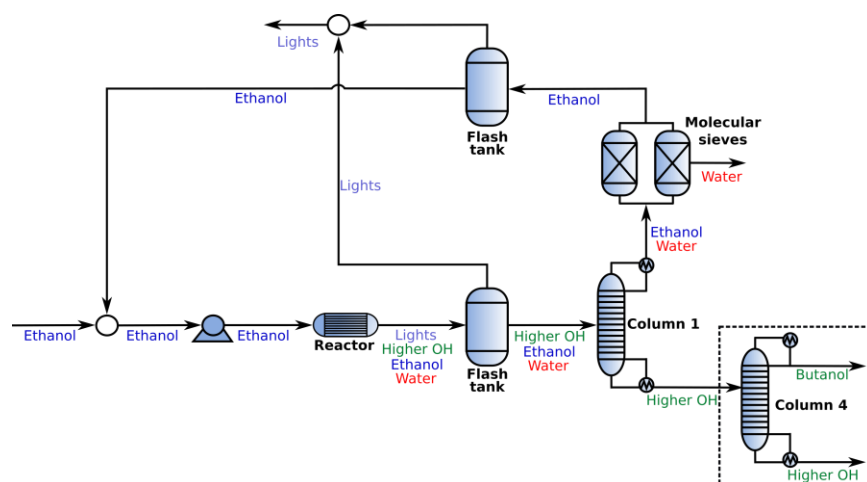 Lights
Ethanol
Flash
tank
Ethanol
Molecular
sieves
Water
Lights
Ethanol
Water
Ethanol
Ethanol
Ethanol
Reactor
Lights
Higher OH
Ethanol
Water
Flash
tank
Higher OH
Ethanol
Water
Column 1
Higher OH
Butanol
Column 4
Higher OH